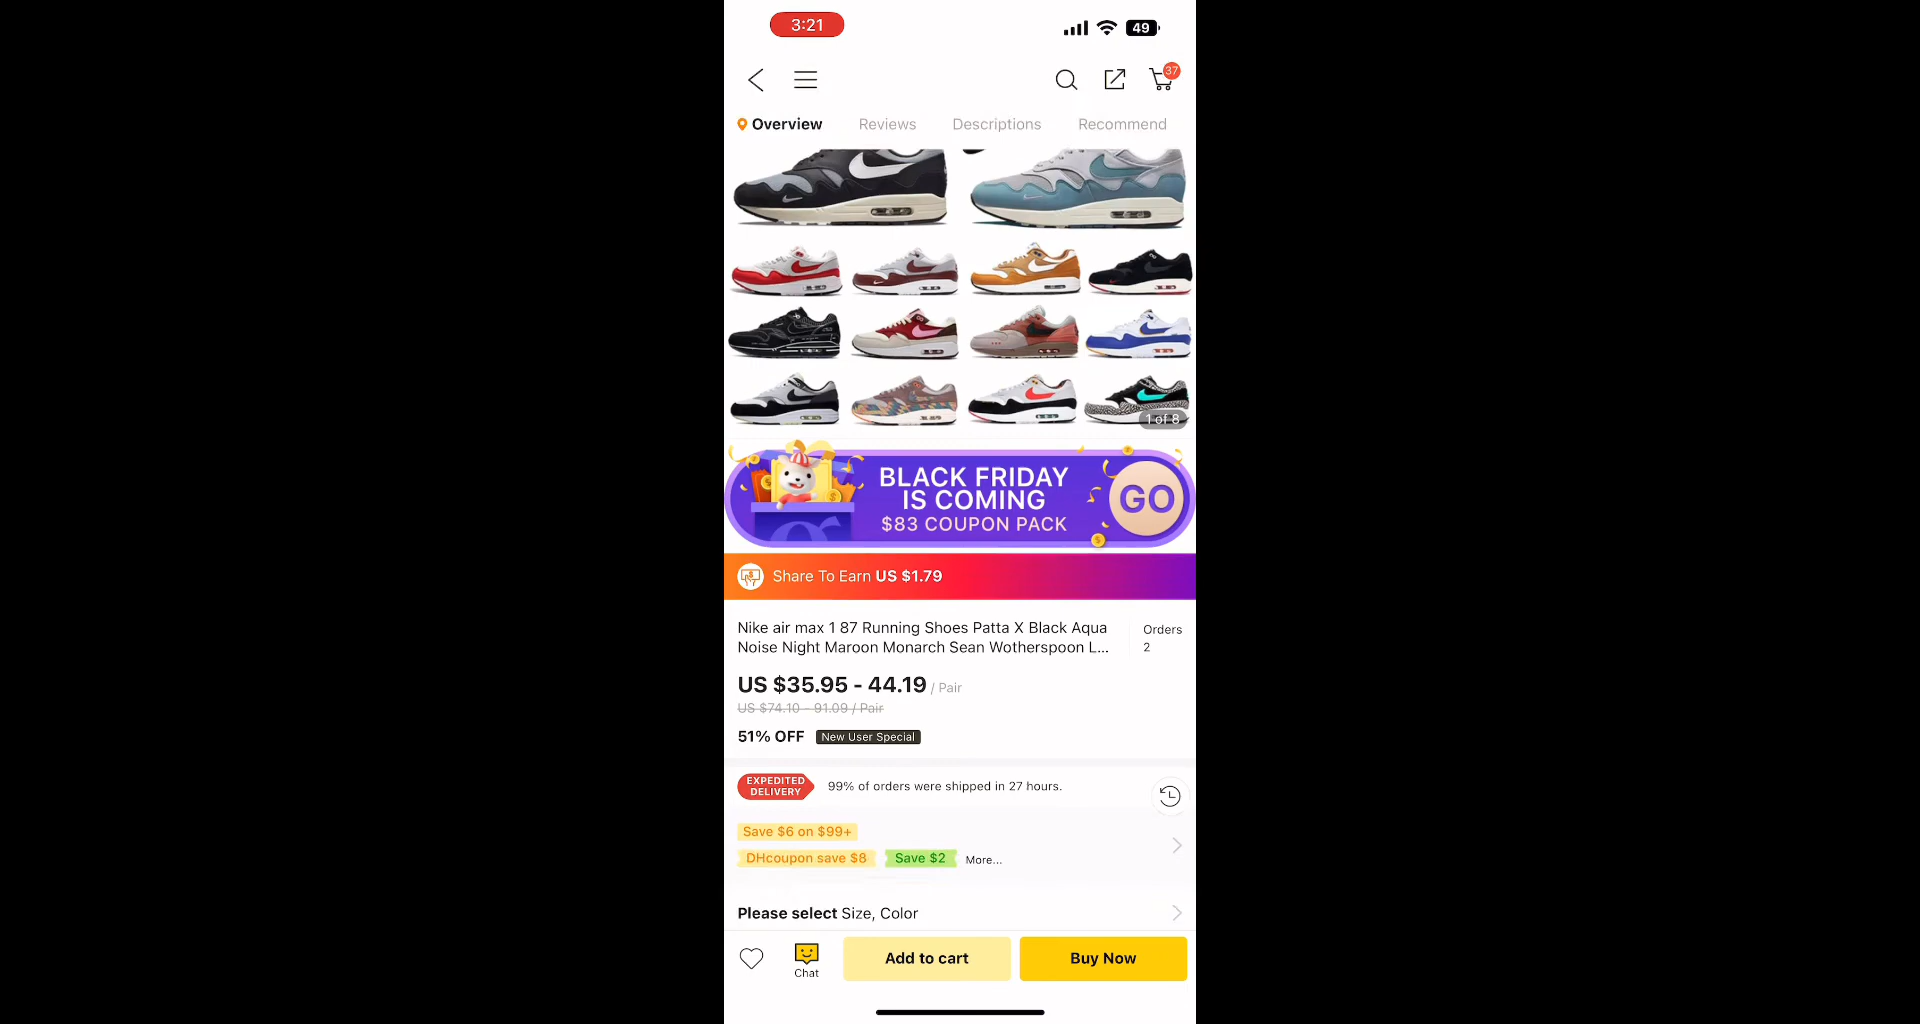 3:21
49
37
Overview
Reviews
Descriptions
Recommend
1 of 8
BLACK FRIDAY
IS COMING
$83 COUPON PACK
GO
Share To Earn US $1.79
Nike air max 1 87 Running Shoes Patta X Black Aqua
Noise Night Maroon Monarch Sean Wotherspoon L...
Orders
2
US $35.95 - 44.19 / Pair
US $74.10 - 91.09 / Pair
51% OFF
New User Special
EXPEDITED
DELIVERY
99% of orders were shipped in 27 hours.
Save $6 on $99+
DHcoupon save $8
Save $2
More...
Please select Size, Color
Chat
Add to cart
Buy Now